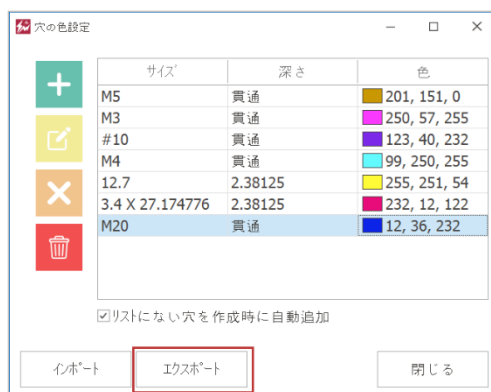 穴の色設定
サイズ 深さ 色
M5 貫通 201, 151, 0
M3 貫通 250, 57, 255
#10 貫通 123, 40, 232
M4 貫通 99, 250, 255
12.7 2.38125 255, 251, 54
3.4 X 27.174776 2.38125 232, 12, 122
M20 貫通 12, 36, 232
リストにない穴を作成時に自動追加
インポート エクスポート 閉じる